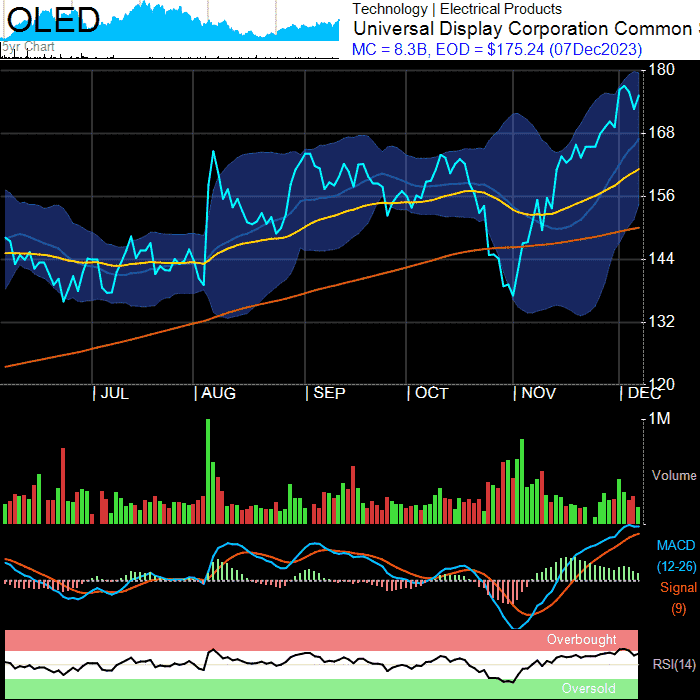 OLED
5yr Chart
Technology | Electrical Products
Universal Display Corporation Common
MC = 8.3B, EOD = $175.24 (07Dec2023)
180
168
156
144
132
120
| JUL | AUG | SEP | OCT | NOV | DEC
1M
Volume
MACD
(12-26)
Signal
(9)
Overbought
RSI(14)
Oversold